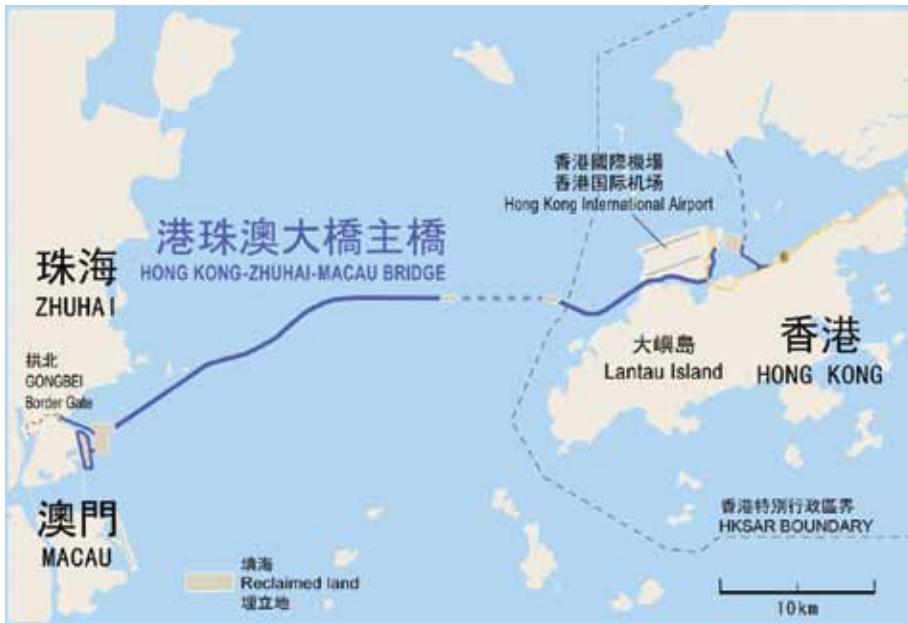 香港國際機場
香港国际机场
Hong Kong International Airport
港珠澳大橋主橋
HONG KONG-ZHUHAI-MACAU BRIDGE
珠海
ZHUHAI
大嶼島
Lantau Island
香港
HONG KONG
拱北
GONGBEI
Border Gate
澳門
MACAU
香港特別行政區界
HKSAR BOUNDARY
填海
Reclaimed land
埋立地
10km